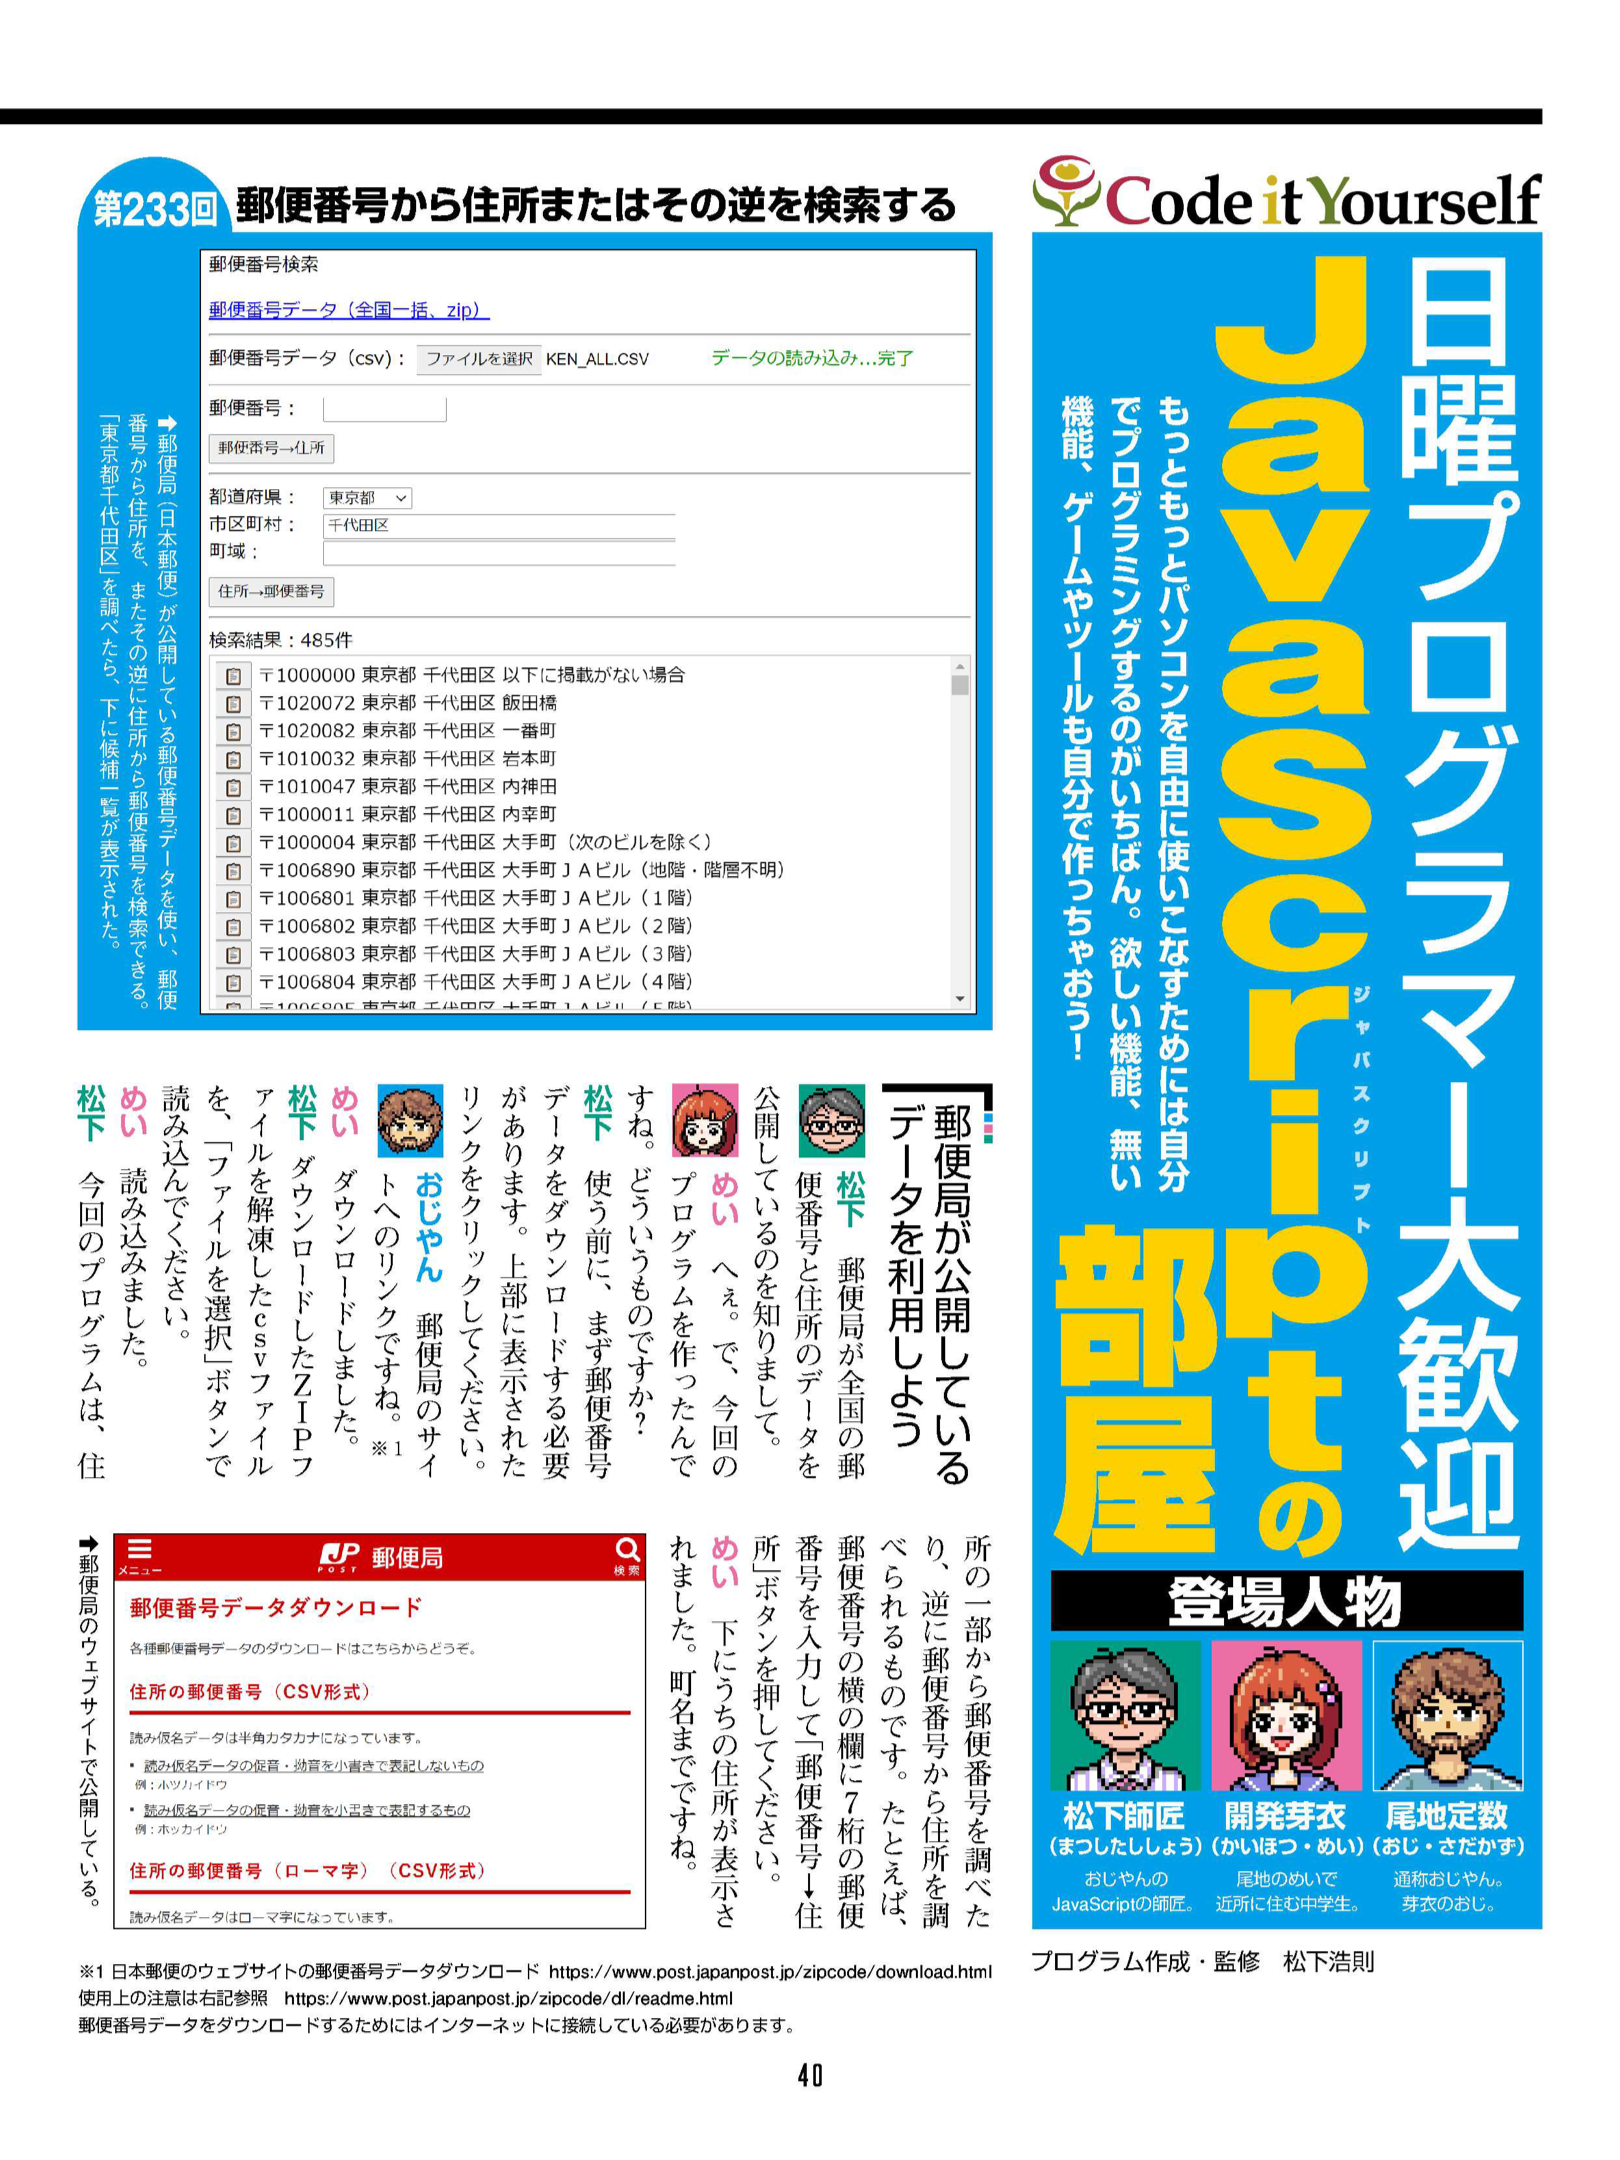 Code it Yourself
日曜プログラマー大歓迎
JavaScriptの
ジャバスクリプト
部屋
もっともっとパソコンを自由に使いこなすためには自分
でプログラミングするのがいちばん。欲しい機能、無い
機能、ゲームやツールも自分で作っちゃおう!
登場人物
松下師匠
(まつしたししょう)
おじやんの
JavaScriptの師匠。
開発芽衣
(かいほつ・めい)
尾地のめいで
近所に住む中学生。
尾地定数
(おじ・さだかず)
通称おじやん。
芽衣のおじ。
プログラム作成・監修 松下浩則
第233回
郵便番号から住所またはその逆を検索する
郵便番号検索
郵便番号データ（全国一括、zip）
郵便番号データ（csv）： ファイルを選択 KEN_ALL.CSV データの読み込み...完了
郵便番号：
郵便番号→住所
都道府県： 東京都
市区町村： 千代田区
町域：
住所→郵便番号
検索結果：485件
〒1000000 東京都 千代田区 以下に掲載がない場合
〒1020072 東京都 千代田区 飯田橋
〒1020082 東京都 千代田区 一番町
〒1010032 東京都 千代田区 岩本町
〒1010047 東京都 千代田区 内神田
〒1000011 東京都 千代田区 内幸町
〒1000004 東京都 千代田区 大手町（次のビルを除く）
〒1006890 東京都 千代田区 大手町ＪＡビル（地階・階層不明）
〒1006801 東京都 千代田区 大手町ＪＡビル（１階）
〒1006802 東京都 千代田区 大手町ＪＡビル（２階）
〒1006803 東京都 千代田区 大手町ＪＡビル（３階）
〒1006804 東京都 千代田区 大手町ＪＡビル（４階）
〒1006805 東京都 千代田区 大手町ＪＡビル（５階）
➡郵便局（日本郵便）が公開している郵便番号データを使い、郵便
番号から住所を、またその逆に住所から郵便番号を検索できる。
「東京都千代田区」を調べたら、下に候補一覧が表示された。
郵便局が公開している
データを利用しよう
松下 郵便局が全国の郵
便番号と住所のデータを
公開しているのを知りまして。
めい へぇ。で、今回の
プログラムを作ったんで
すね。どういうものですか?
松下 使う前に、まず郵便番号
データをダウンロードする必要
があります。上部に表示された
リンクをクリックしてください。
おじやん 郵便局のサイ
トへのリンクですね。※1
めい ダウンロードしました。
松下 ダウンロードしたZIPフ
ァイルを解凍したcsvファイル
を、「ファイルを選択」ボタンで
読み込んでください。
めい 読み込みました。
松下 今回のプログラムは、住
所の一部から郵便番号を調べた
り、逆に郵便番号から住所を調
べられるものです。たとえば、
郵便番号の横の欄に7桁の郵便
番号を入力して「郵便番号→住
所」ボタンを押してください。
めい 下にうちの住所が表示さ
れました。町名までですね。
メニュー
JP POST 郵便局
検索
郵便番号データダウンロード
各種郵便番号データのダウンロードはこちらからどうぞ。
住所の郵便番号（CSV形式）
読み仮名データは半角カタカナになっています。
・読み仮名データの促音・拗音を小書きで表記しないもの
例：ホツカイドウ
・読み仮名データの促音・拗音を小書きで表記するもの
例：ホッカイドウ
住所の郵便番号（ローマ字）（CSV形式）
読み仮名データはローマ字になっています。
➡郵便局のウェブサイトで公開している。
※1 日本郵便のウェブサイトの郵便番号データダウンロード https://www.post.japanpost.jp/zipcode/download.html
使用上の注意は右記参照 https://www.post.japanpost.jp/zipcode/dl/readme.html
郵便番号データをダウンロードするためにはインターネットに接続している必要があります。
40